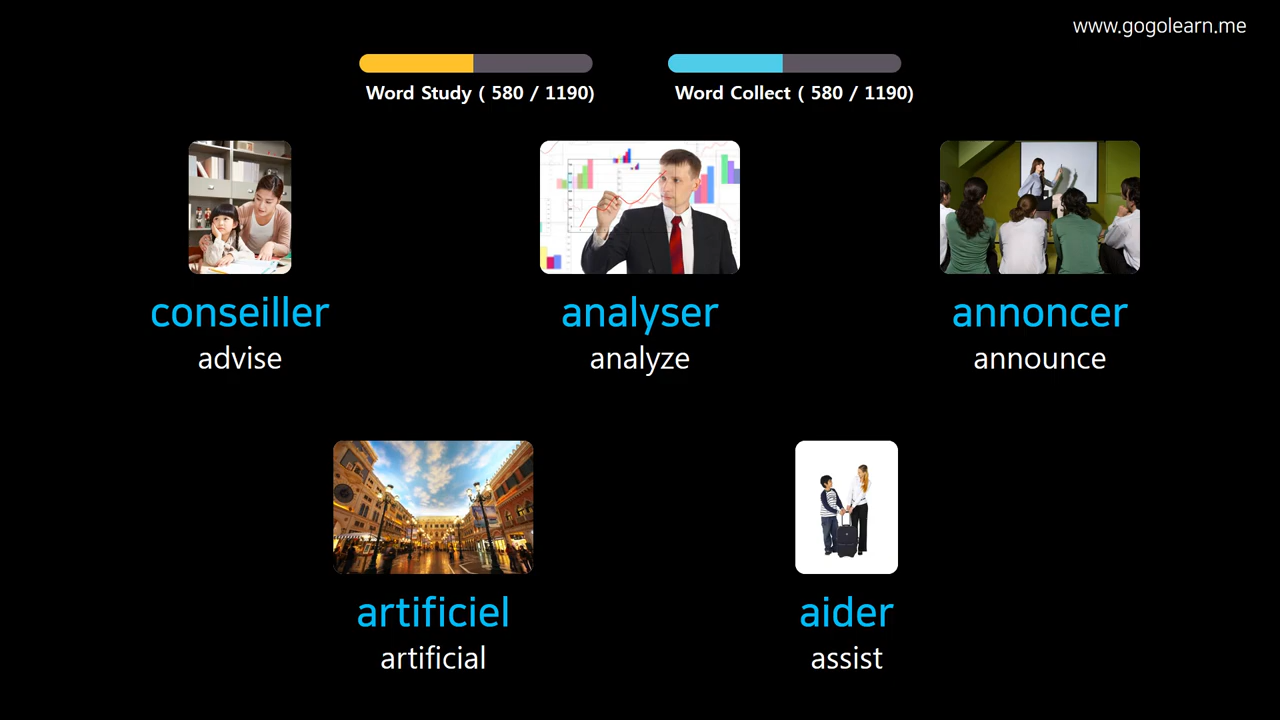 www.gogolearn.me
Word Study ( 580 / 1190)
Word Collect ( 580 / 1190)
conseiller
advise
analyser
analyze
annoncer
announce
artificiel
artificial
aider
assist